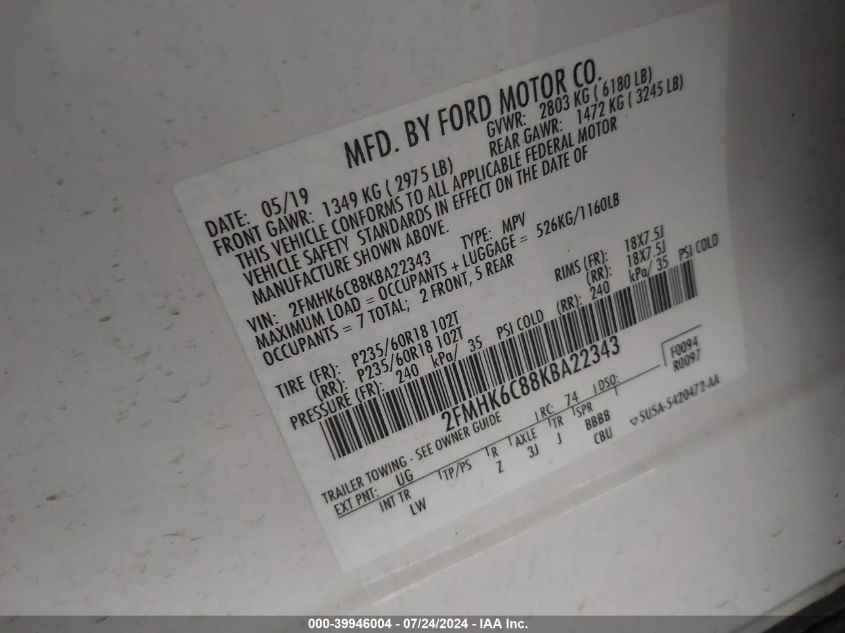 MFD. BY FORD MOTOR CO.
DATE: 05/19 GVWR: 2803 KG ( 6180 LB)
FRONT GAWR: 1349 KG ( 2975 LB) REAR GAWR: 1472 KG ( 3245 LB)
THIS VEHICLE CONFORMS TO ALL APPLICABLE FEDERAL MOTOR
VEHICLE SAFETY STANDARDS IN EFFECT ON THE DATE OF
MANUFACTURE SHOWN ABOVE.
VIN: 2FMHK6C88KBA22343 TYPE: MPV
MAXIMUM LOAD = OCCUPANTS + LUGGAGE = 526KG/1160LB
OCCUPANTS = 7 TOTAL; 2 FRONT, 5 REAR
TIRE (FR): P235/60R18 102T RIMS (FR): 18X7.5J
(RR): P235/60R18 102T (RR): 18X7.5J
PRESSURE (FR): 240 kPa/ 35 PSI COLD (RR): 240 kPa/ 35 PSI COLD
2FMHK6C88KBA22343
F0094
R0097
TRAILER TOWING - SEE OWNER GUIDE RC: 74 DSO:
EXT PNT: UG TP/PS R AXLE TR SPR
INT TR LW Z 3J J BBBB
CBU
5U5A-5420472-AA
000-39946004 - 07/24/2024 - IAA Inc.